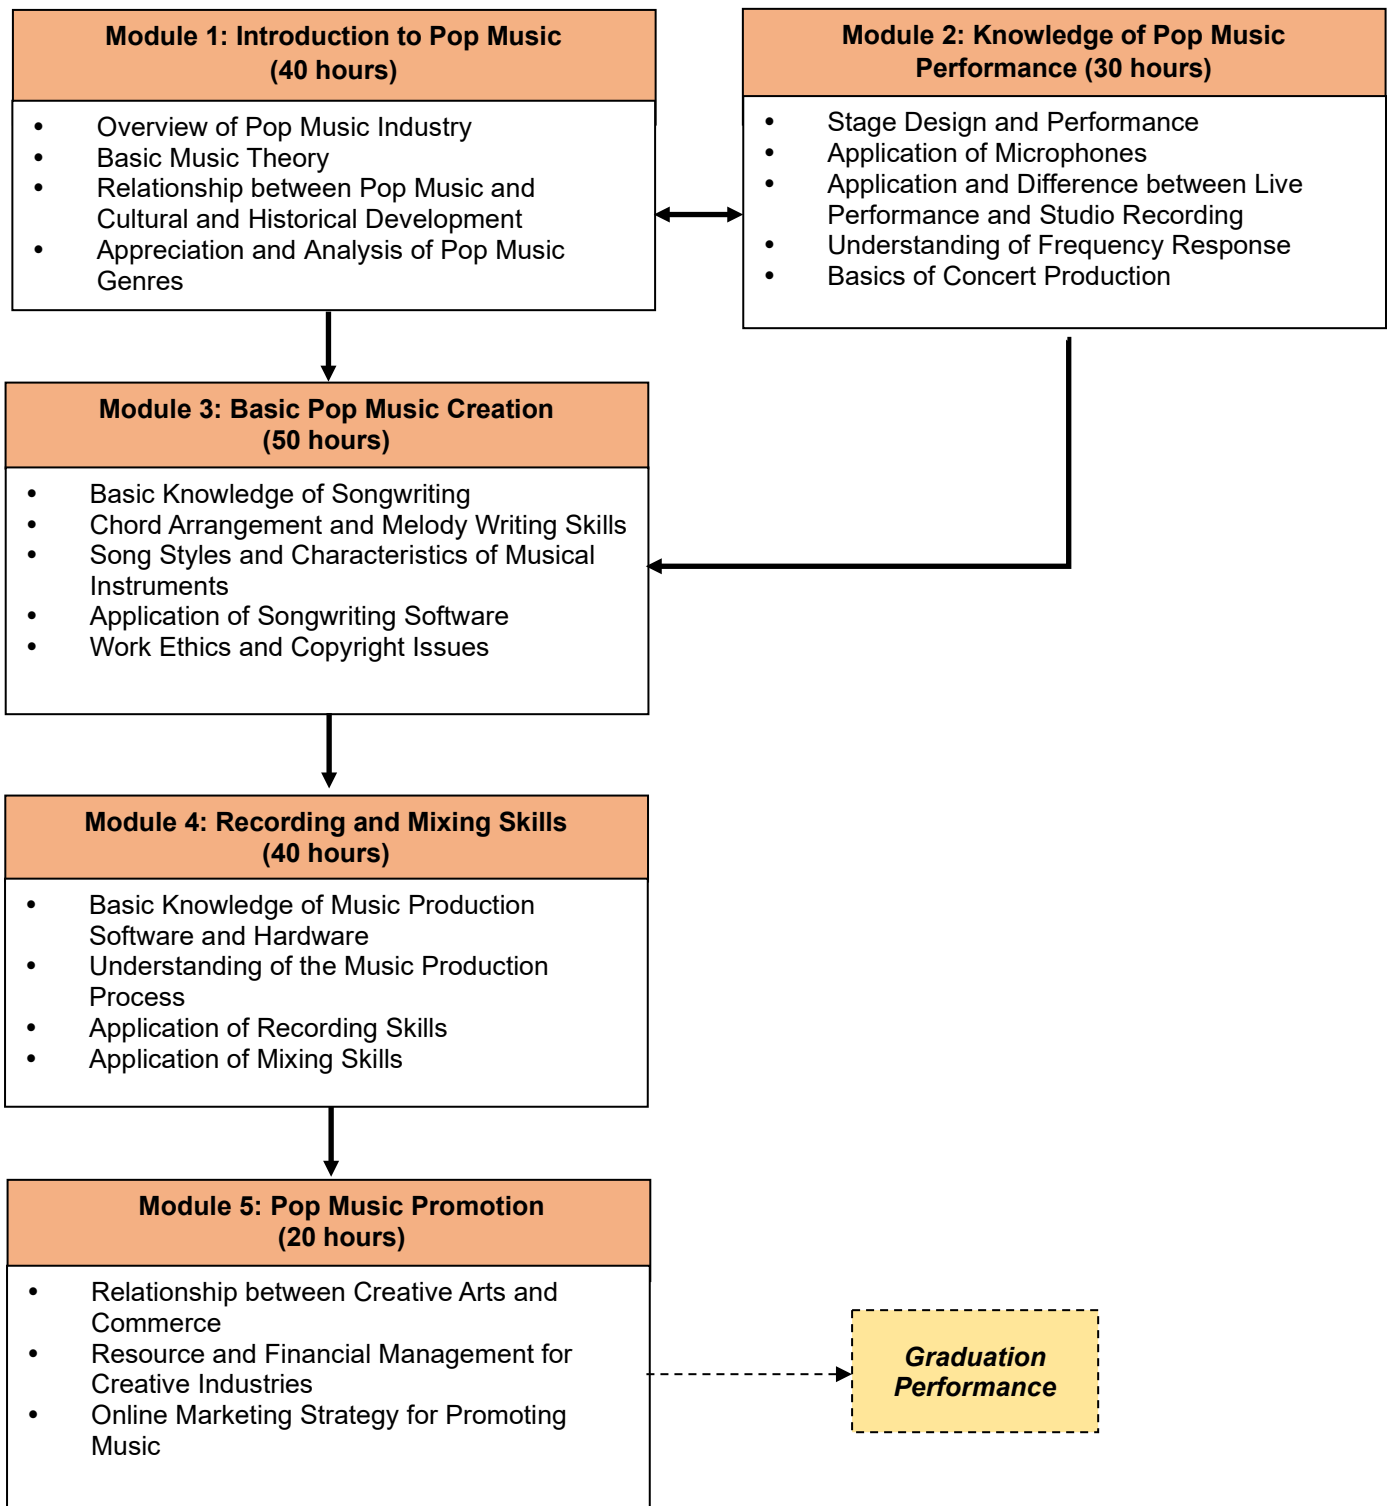 Module 1: Introduction to Pop Music
(40 hours)
• Overview of Pop Music Industry
• Basic Music Theory
• Relationship between Pop Music and
Cultural and Historical Development
• Appreciation and Analysis of Pop Music
Genres
Module 2: Knowledge of Pop Music
Performance (30 hours)
• Stage Design and Performance
• Application of Microphones
• Application and Difference between Live
Performance and Studio Recording
• Understanding of Frequency Response
• Basics of Concert Production
Module 3: Basic Pop Music Creation
(50 hours)
• Basic Knowledge of Songwriting
• Chord Arrangement and Melody Writing Skills
• Song Styles and Characteristics of Musical
Instruments
• Application of Songwriting Software
• Work Ethics and Copyright Issues
Module 4: Recording and Mixing Skills
(40 hours)
• Basic Knowledge of Music Production
Software and Hardware
• Understanding of the Music Production
Process
• Application of Recording Skills
• Application of Mixing Skills
Module 5: Pop Music Promotion
(20 hours)
• Relationship between Creative Arts and
Commerce
• Resource and Financial Management for
Creative Industries
• Online Marketing Strategy for Promoting
Music
Graduation
Performance